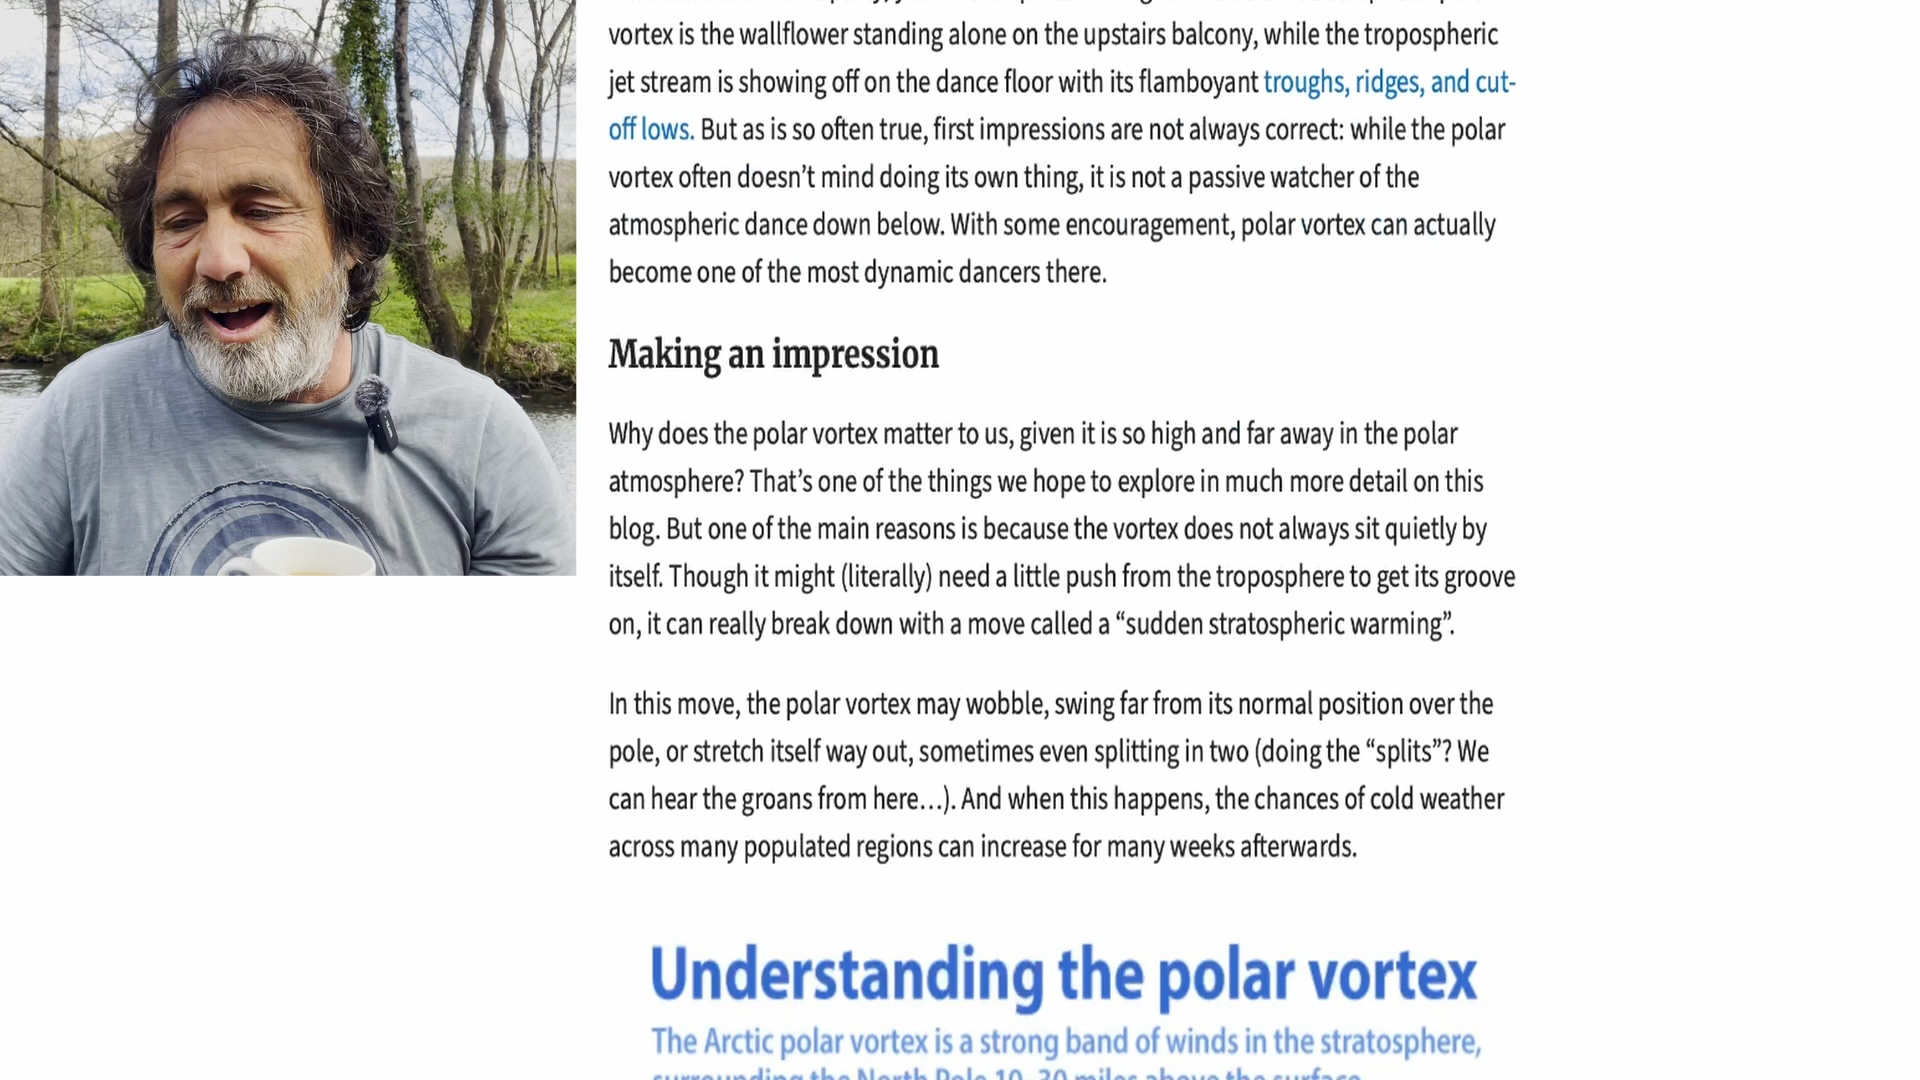 vortex is the wallflower standing alone on the upstairs balcony, while the tropospheric
jet stream is showing off on the dance floor with its flamboyant troughs, ridges, and cut-
off lows. But as is so often true, first impressions are not always correct: while the polar
vortex often doesn’t mind doing its own thing, it is not a passive watcher of the
atmospheric dance down below. With some encouragement, polar vortex can actually
become one of the most dynamic dancers there.
Making an impression
Why does the polar vortex matter to us, given it is so high and far away in the polar
atmosphere? That’s one of the things we hope to explore in much more detail on this
blog. But one of the main reasons is because the vortex does not always sit quietly by
itself. Though it might (literally) need a little push from the troposphere to get its groove
on, it can really break down with a move called a “sudden stratospheric warming”.
In this move, the polar vortex may wobble, swing far from its normal position over the
pole, or stretch itself way out, sometimes even splitting in two (doing the “splits”? We
can hear the groans from here…). And when this happens, the chances of cold weather
across many populated regions can increase for many weeks afterwards.
Understanding the polar vortex
The Arctic polar vortex is a strong band of winds in the stratosphere,
surrounding the North Pole 10–30 miles above the surface.